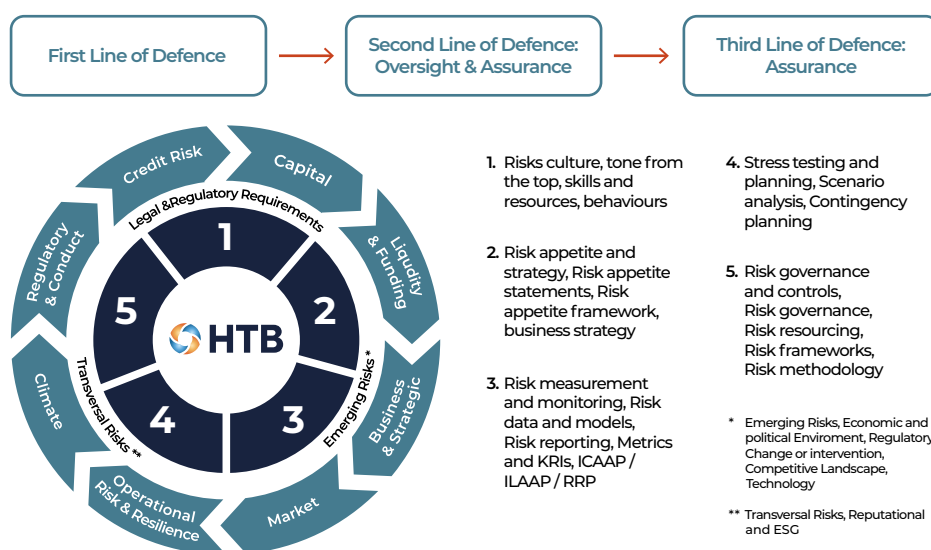 First Line of Defence
Second Line of Defence:
Oversight & Assurance
Third Line of Defence:
Assurance
Credit Risk
Capital
Liqudity
& Funding
Business
& Strategic
Market
Operational
Risk & Resilience
Climate
Regulatory
& Conduct
Legal &Regulatory Requirements
Emerging Risks *
Transversal Risks **
1
2
3
4
5
HTB
1. Risks culture, tone from
the top, skills and
resources, behaviours
2. Risk appetite and
strategy, Risk appetite
statements, Risk
appetite framework,
business strategy
3. Risk measurement
and monitoring, Risk
data and models,
Risk reporting, Metrics
and KRIs, ICAAP /
ILAAP / RRP
4. Stress testing and
planning, Scenario
analysis, Contingency
planning
5. Risk governance
and controls,
Risk governance,
Risk resourcing,
Risk frameworks,
Risk methodology
* Emerging Risks, Economic and
political Enviroment, Regulatory
Change or intervention,
Competitive Landscape,
Technology
** Transversal Risks, Reputational
and ESG